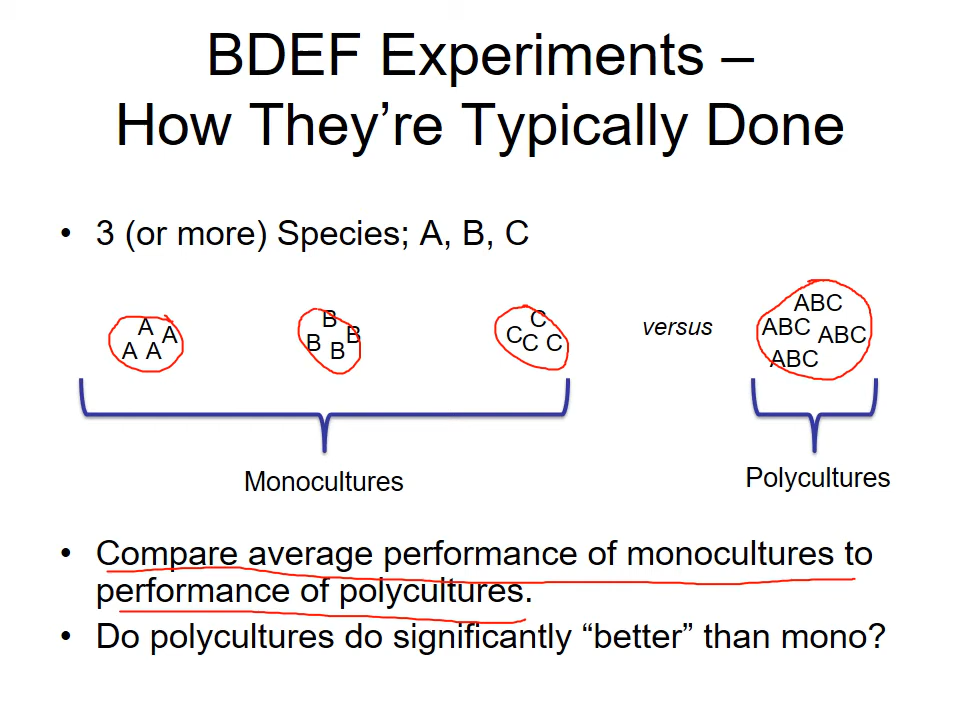 BDEF Experiments –
How They're Typically Done
• 3 (or more) Species; A, B, C
A A A A
B B B B
C C C C
versus
ABC
ABC ABC
ABC
Monocultures
Polycultures
• Compare average performance of monocultures to
performance of polycultures.
• Do polycultures do significantly “better” than mono?